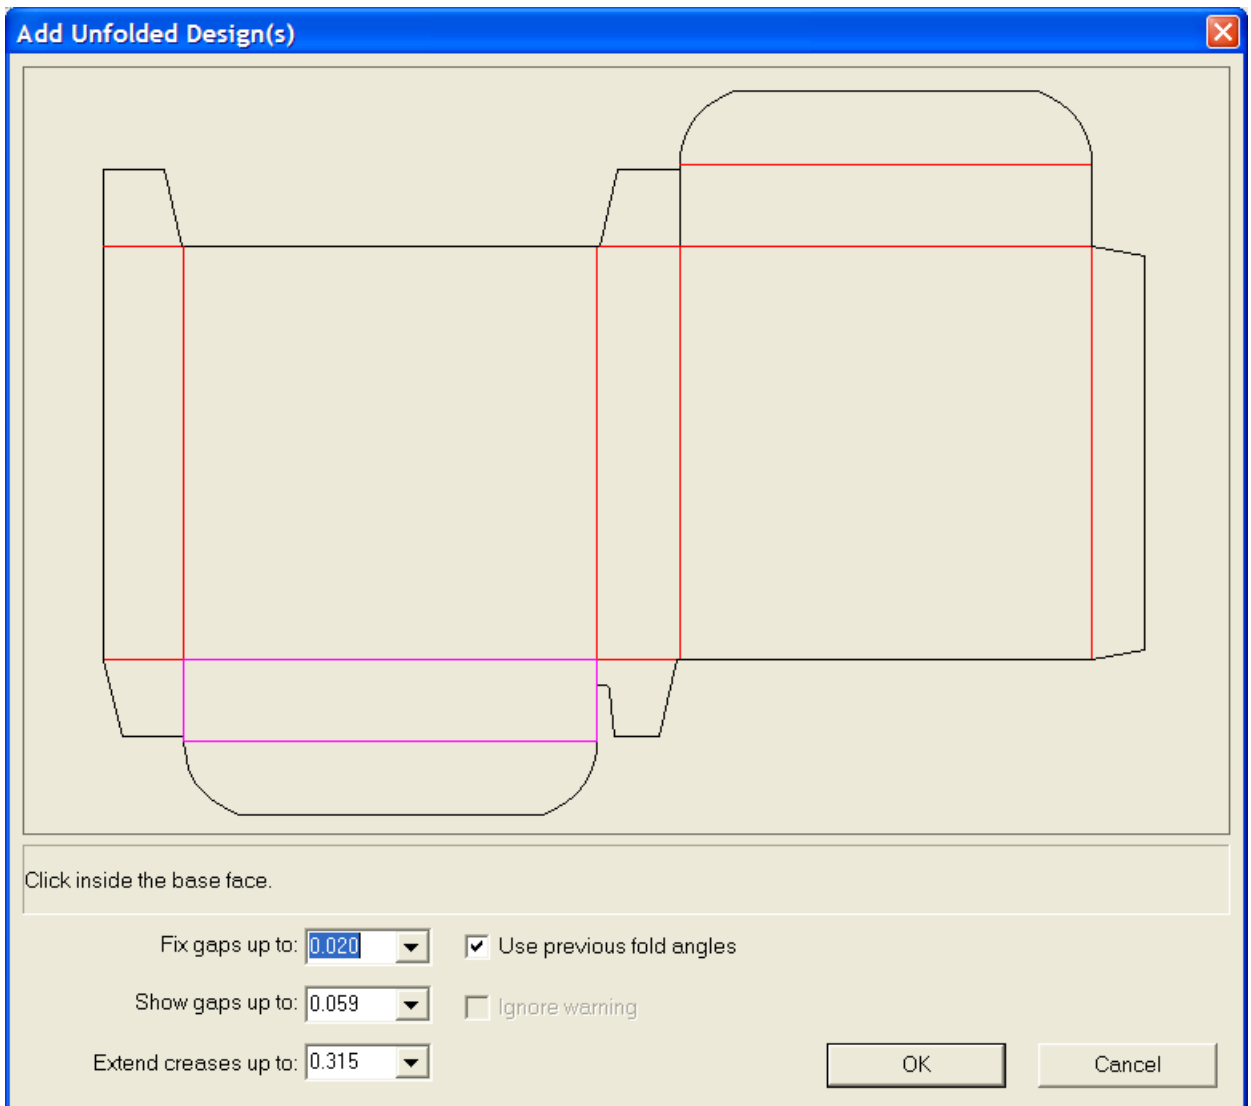 Add Unfolded Design(s)
Click inside the base face.
Fix gaps up to: 0.020
Use previous fold angles
Show gaps up to: 0.059
Ignore warning
Extend creases up to: 0.315
OK
Cancel